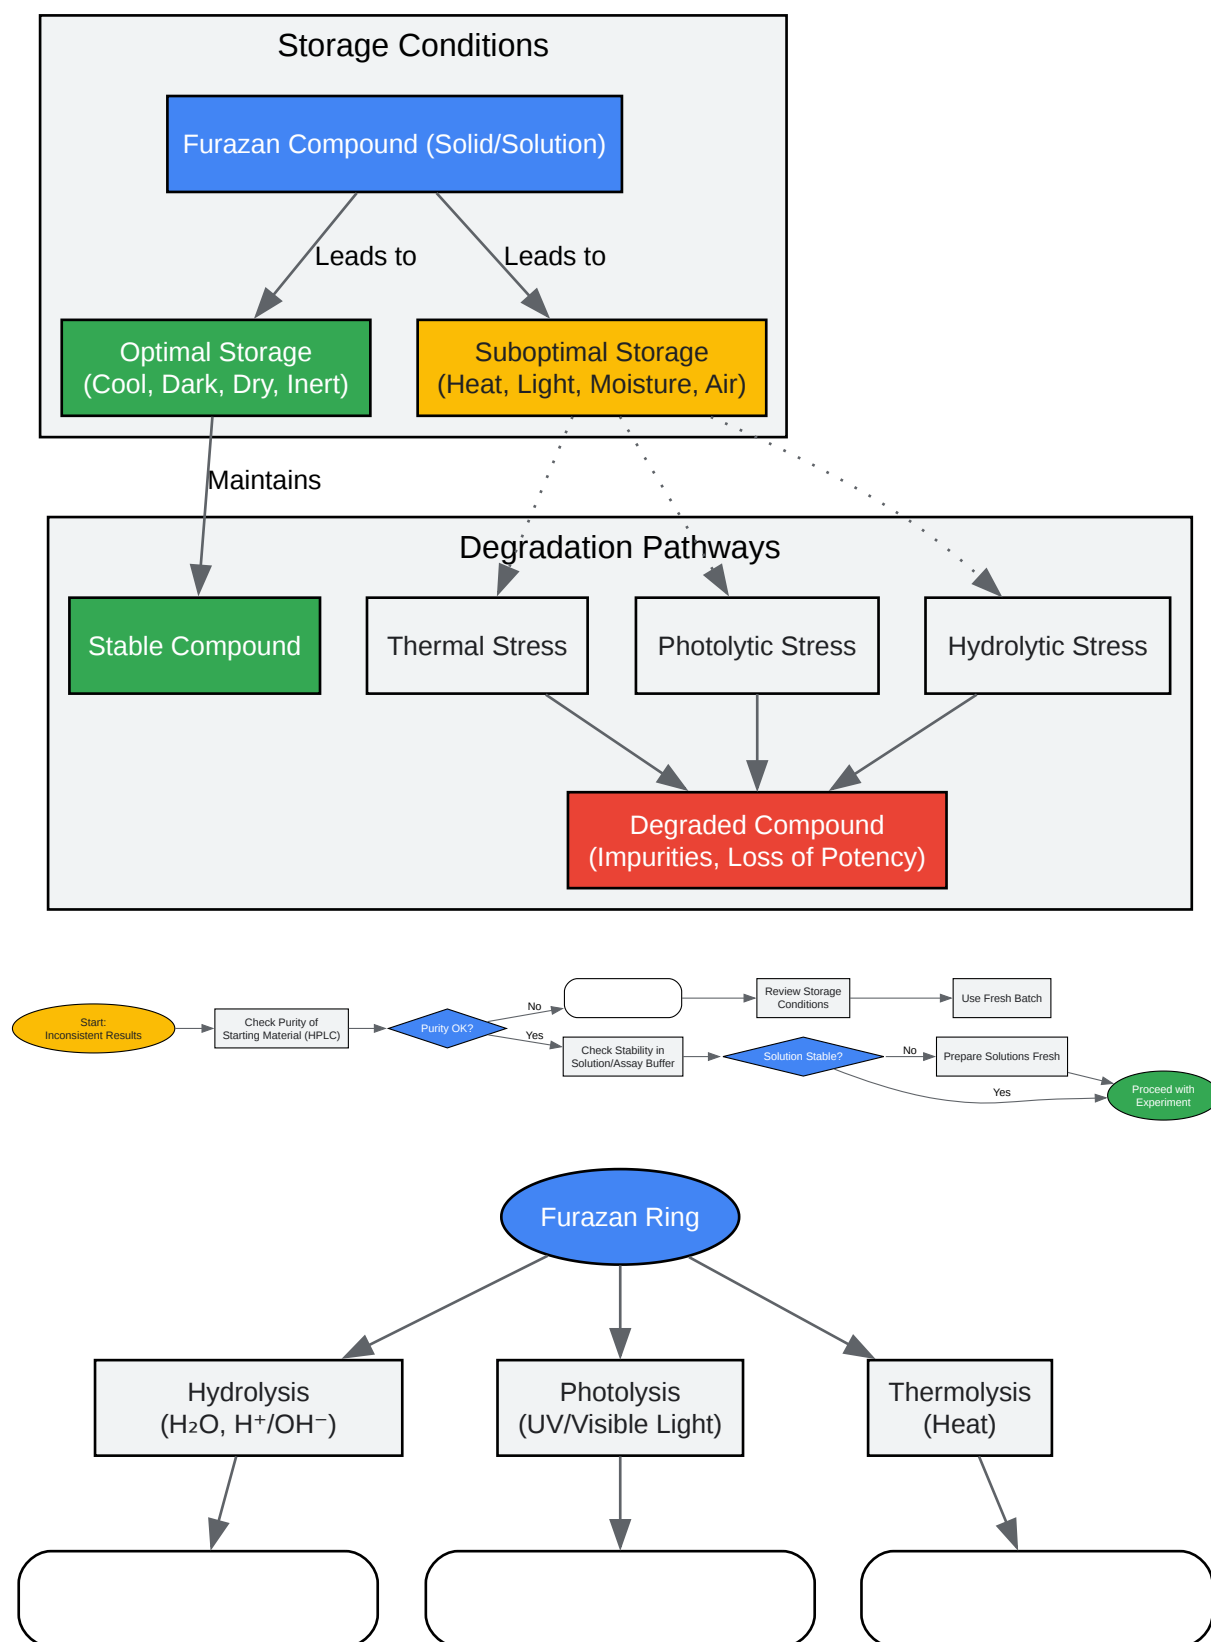 Storage Conditions
Furazan Compound (Solid/Solution)
Leads to
Leads to
Optimal Storage
(Cool, Dark, Dry, Inert)
Suboptimal Storage
(Heat, Light, Moisture, Air)
Maintains
Degradation Pathways
Stable Compound
Thermal Stress
Photolytic Stress
Hydrolytic Stress
Degraded Compound
(Impurities, Loss of Potency)
Start:
Inconsistent Results
Check Purity of
Starting Material (HPLC)
Purity OK?
No
Yes
Review Storage
Conditions
Use Fresh Batch
Check Stability in
Solution/Assay Buffer
Solution Stable?
No
Yes
Prepare Solutions Fresh
Proceed with
Experiment
Furazan Ring
Hydrolysis
(H₂O, H⁺/OH⁻)
Photolysis
(UV/Visible Light)
Thermolysis
(Heat)